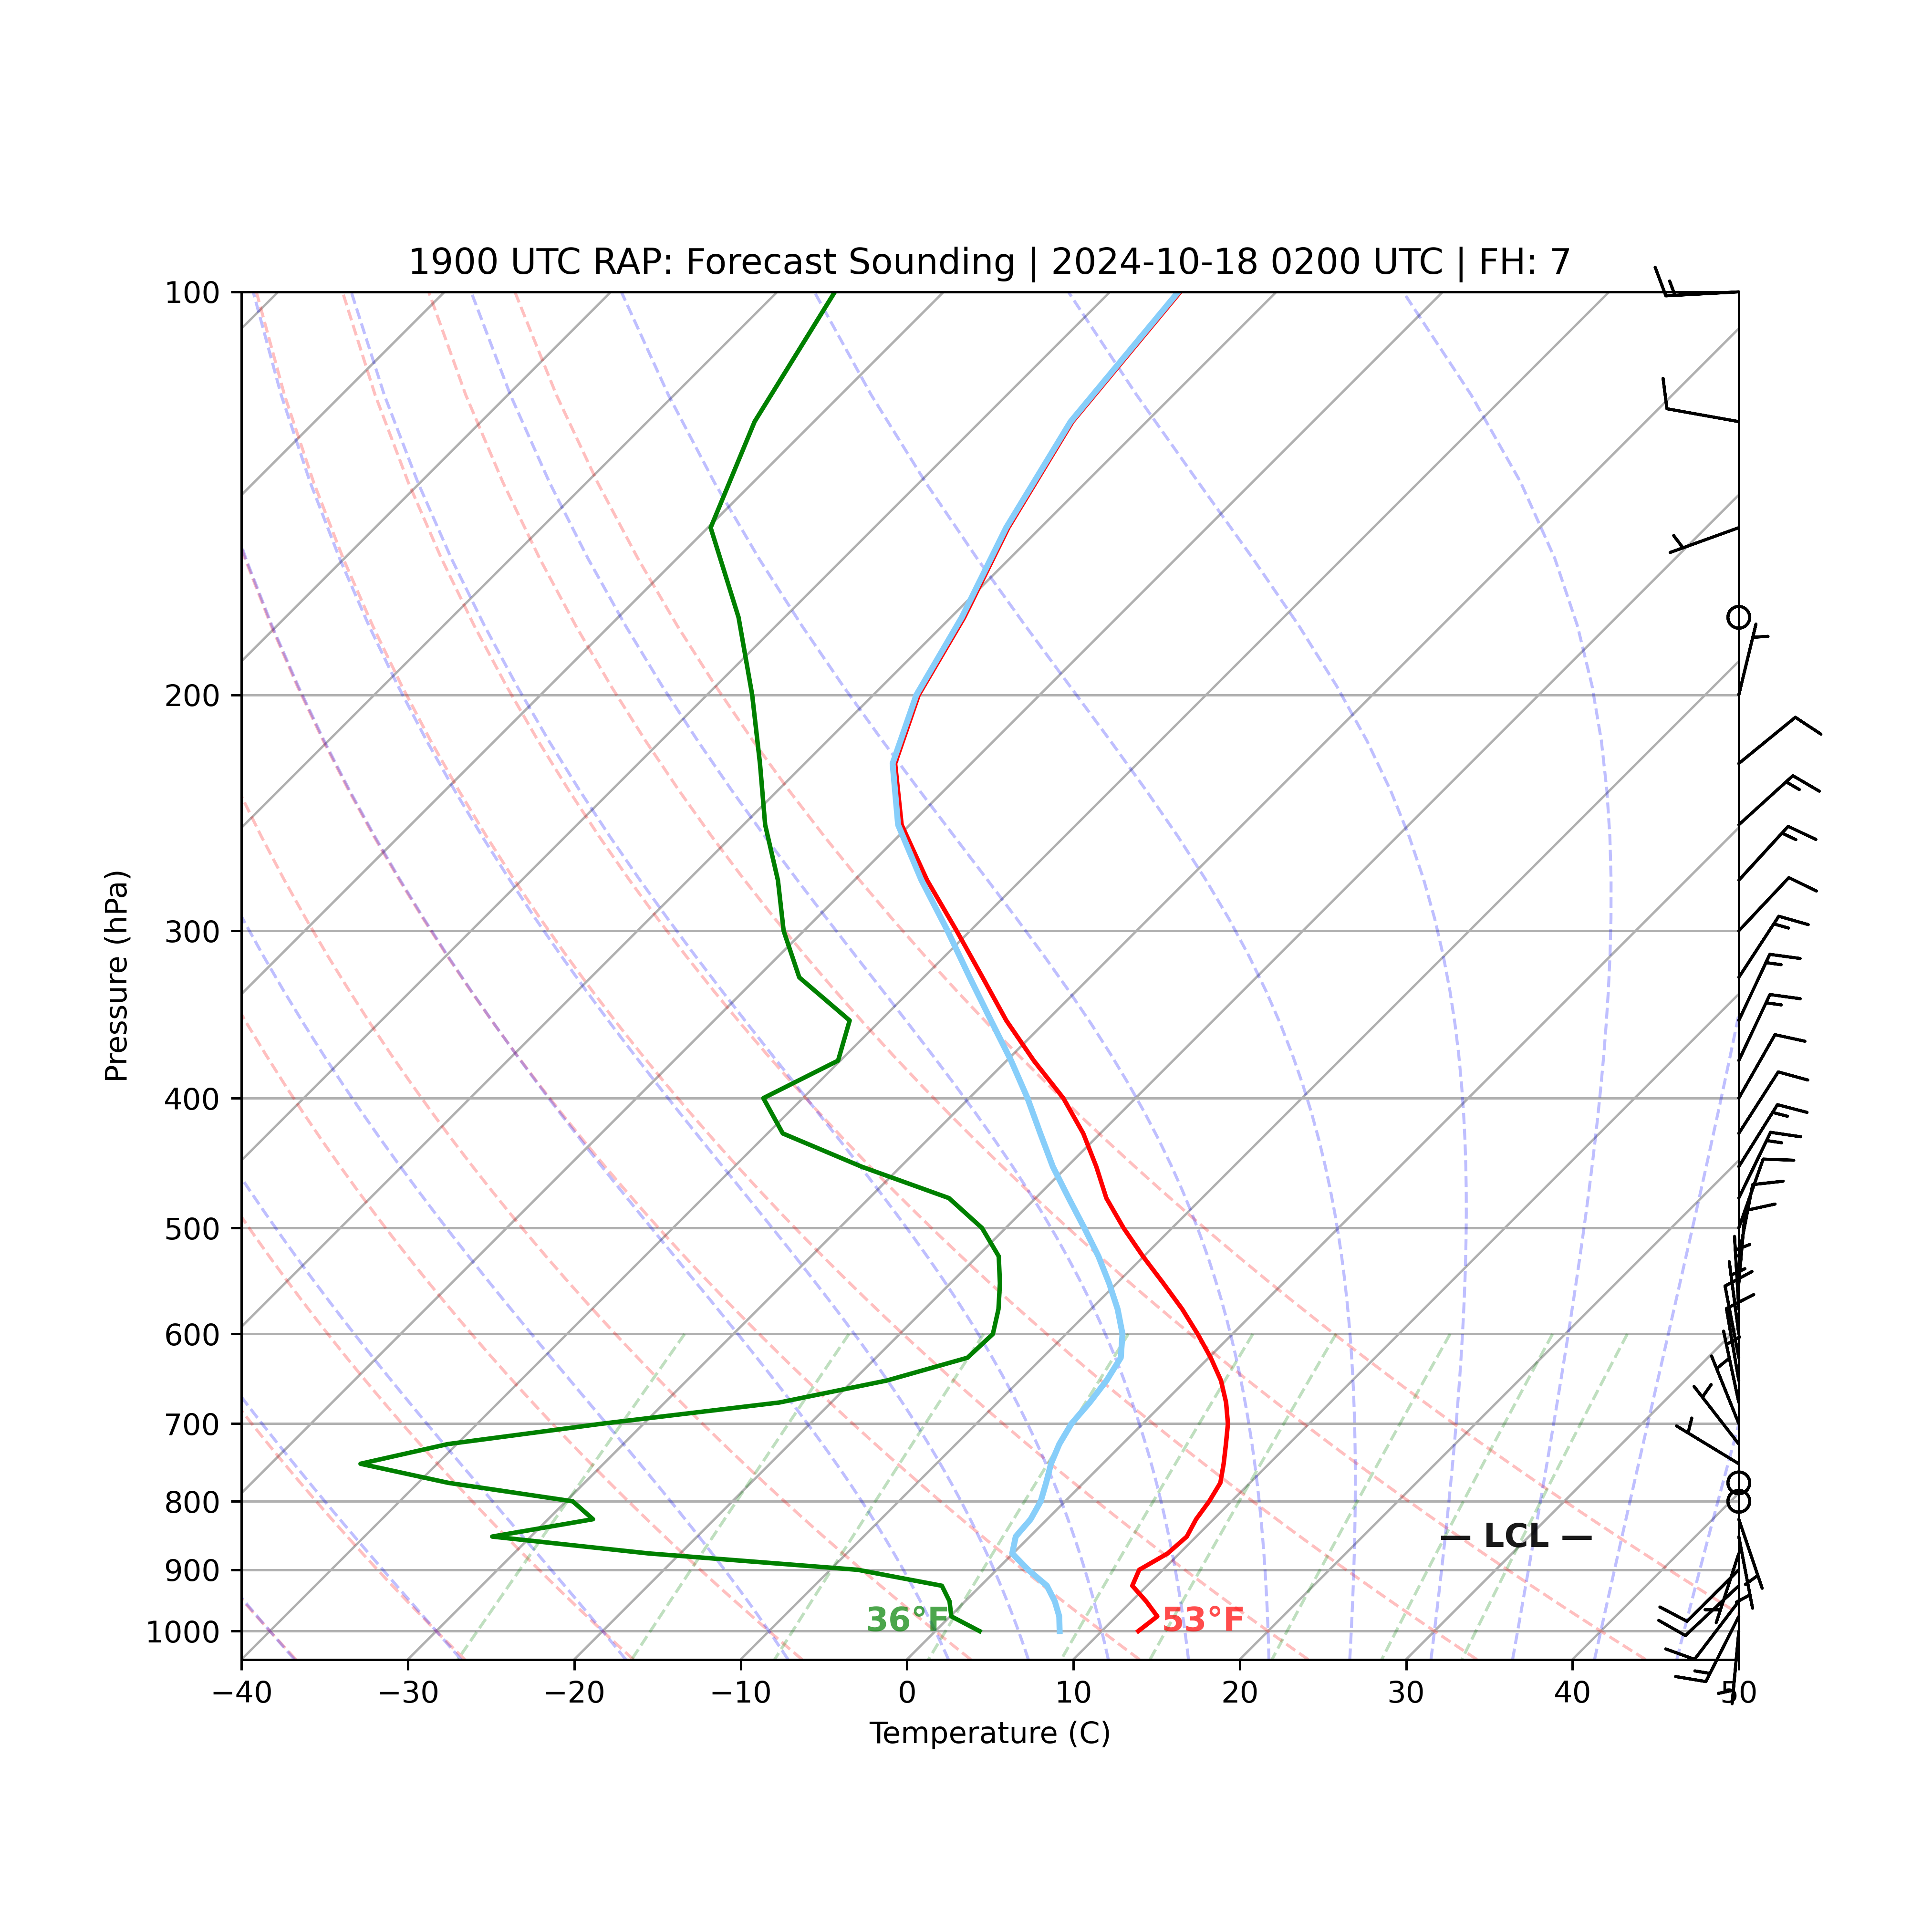 1900 UTC RAP: Forecast Sounding | 2024-10-18 0200 UTC | FH: 7
100
200
300
400
500
600
700
800
900
1000
Pressure (hPa)
— LCL —
36°F
53°F
−40 −30 −20 −10 0 10 20 30 40 50
Temperature (C)